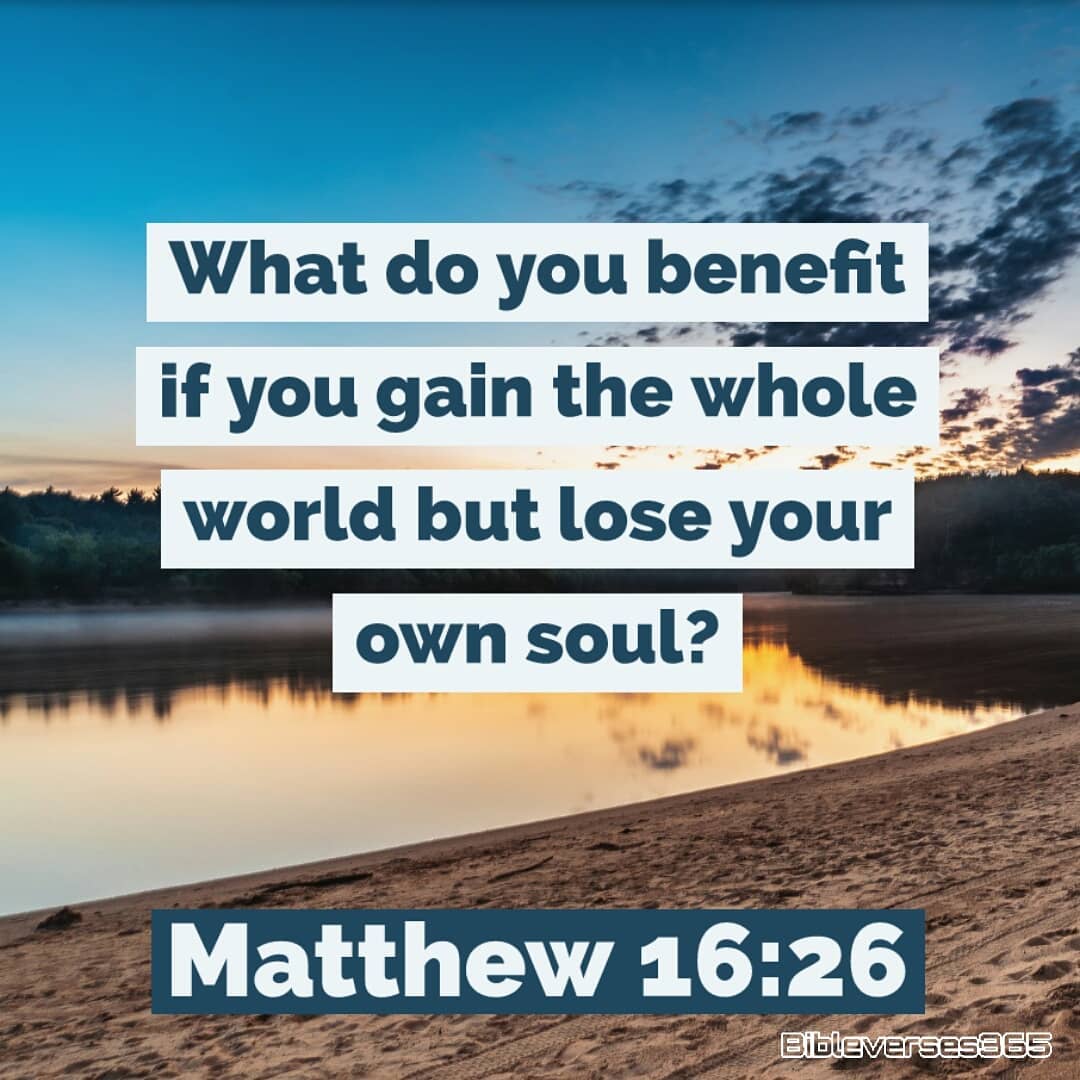 What do you benefit
if you gain the whole
world but lose your
own soul?
Matthew 16:26
Bibleverses365